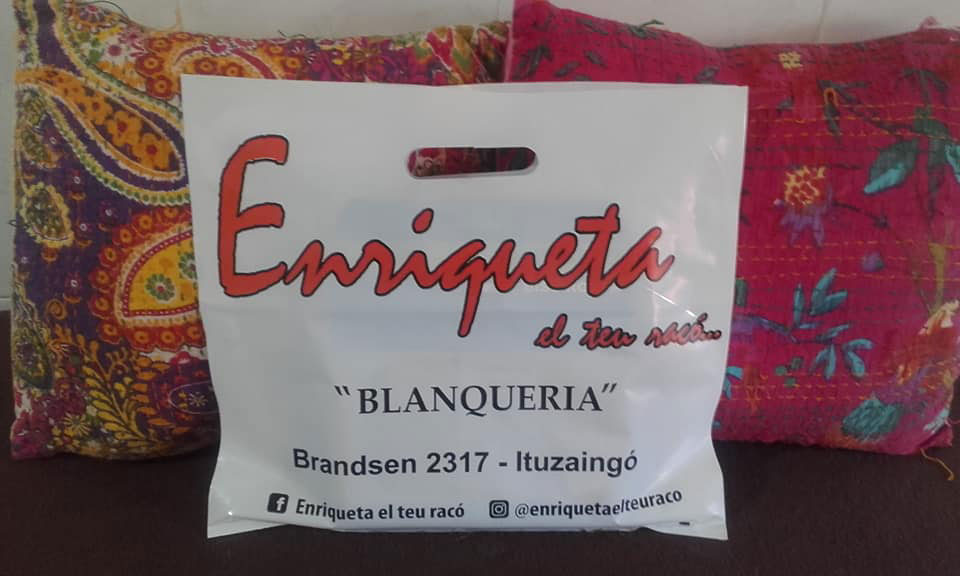 Enriqueta
el teu racó...
"BLANQUERIA"
Brandsen 2317 - Ituzaingó
Enriqueta el teu racó @enriquetaelteuraco